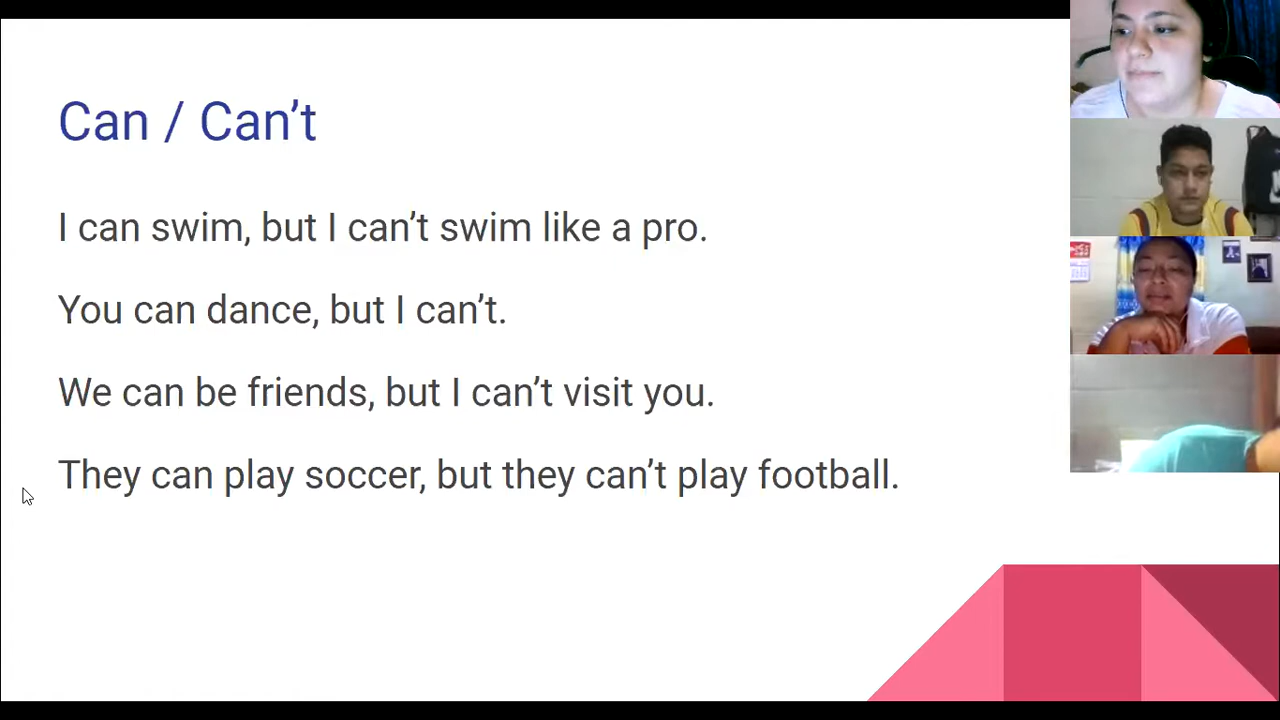 Can / Can’t
I can swim, but I can’t swim like a pro.
You can dance, but I can’t.
We can be friends, but I can’t visit you.
They can play soccer, but they can’t play football.